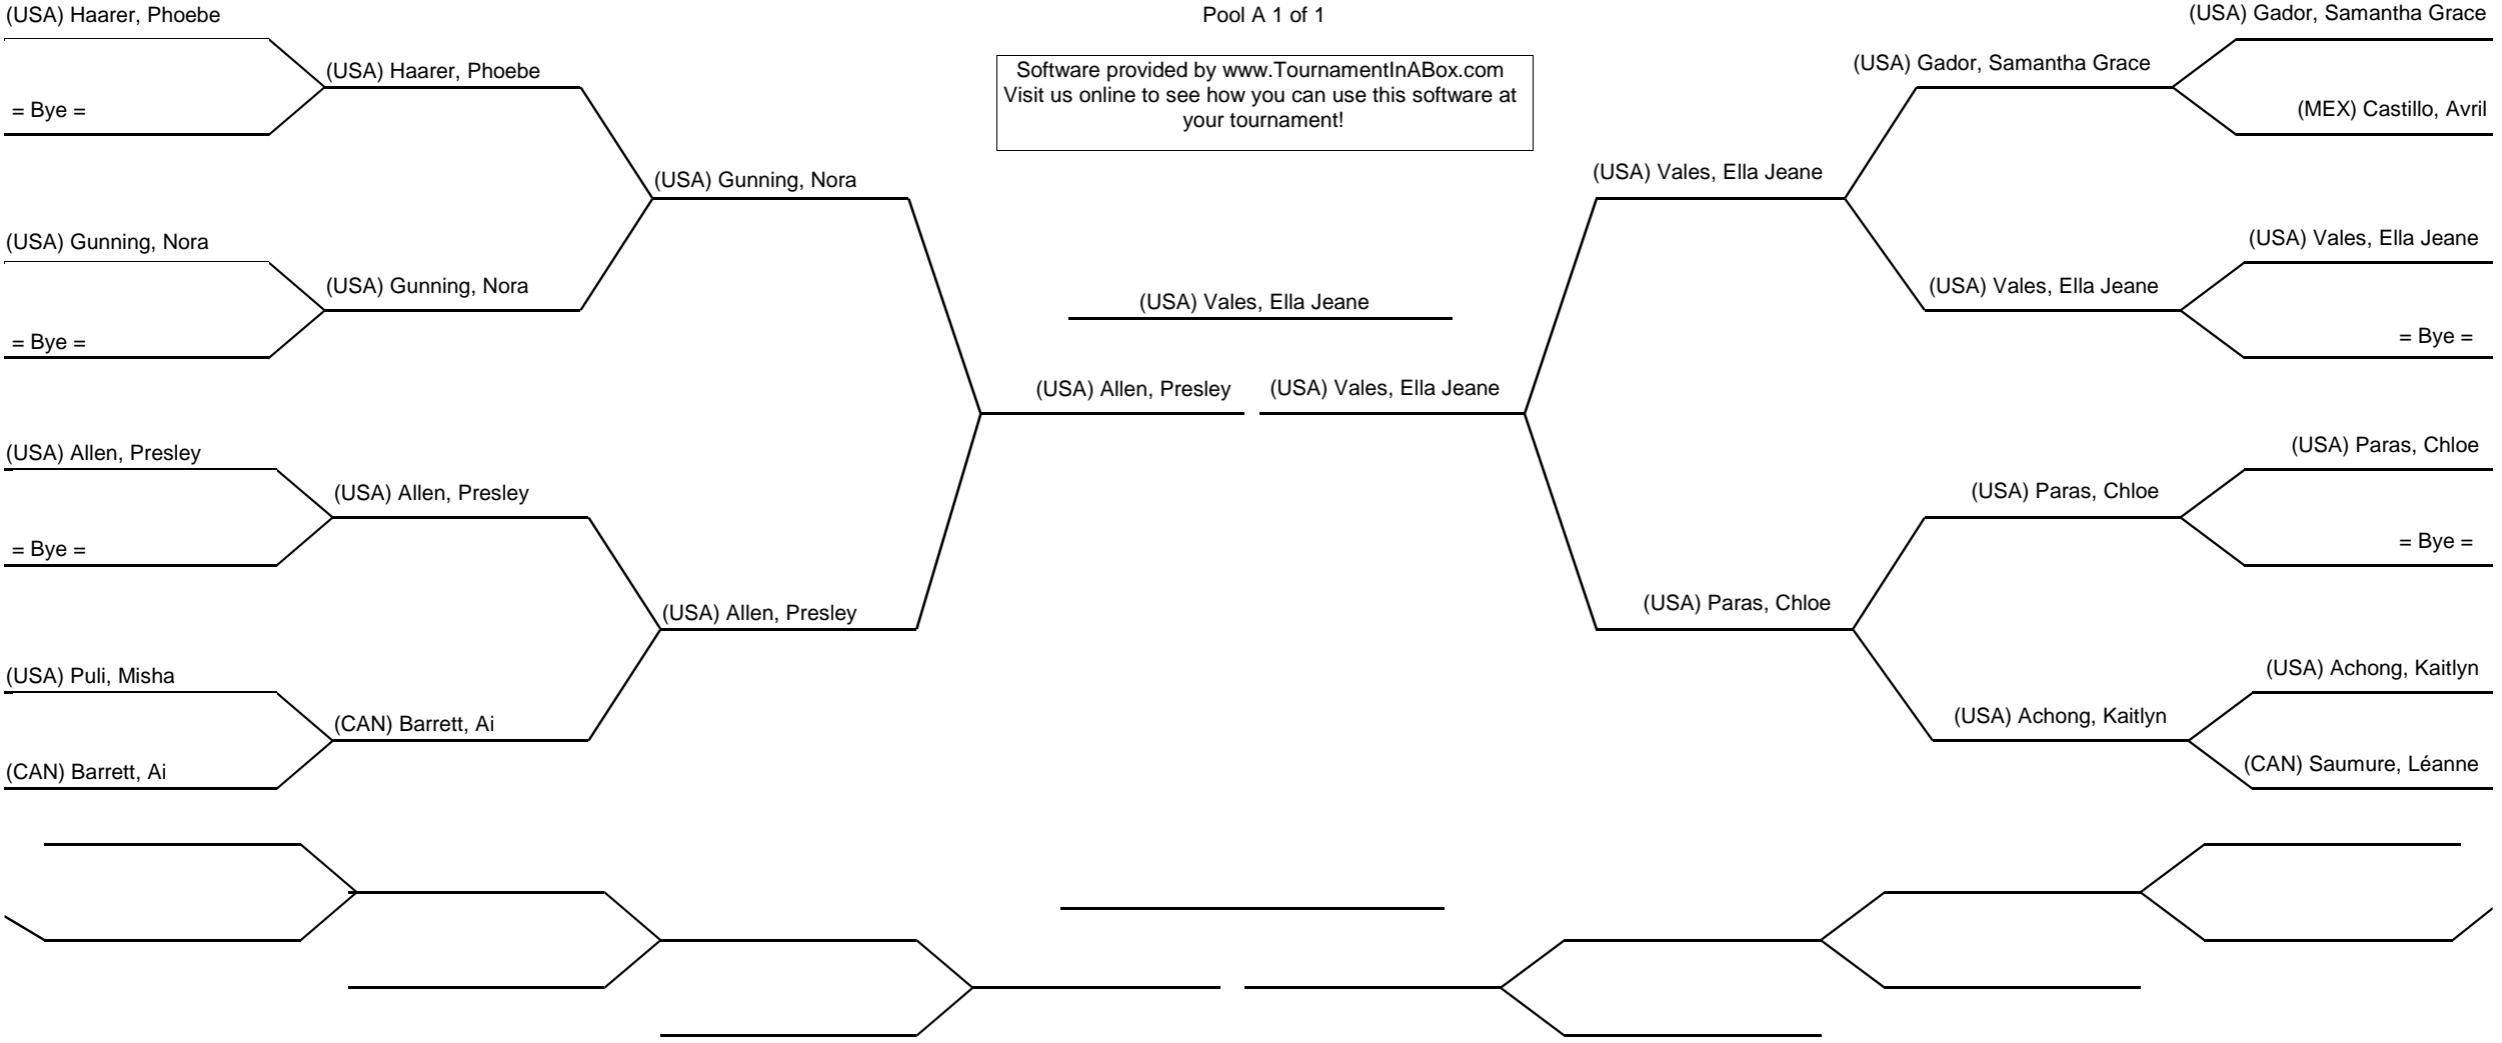 (USA) Haarer, Phoebe
Pool A 1 of 1
(USA) Gador, Samantha Grace
(USA) Haarer, Phoebe
Software provided by www.TournamentInABox.com
Visit us online to see how you can use this software at
your tournament!
(USA) Gador, Samantha Grace
= Bye =
(MEX) Castillo, Avril
(USA) Gunning, Nora
(USA) Vales, Ella Jeane
(USA) Gunning, Nora
(USA) Vales, Ella Jeane
(USA) Gunning, Nora
(USA) Vales, Ella Jeane
(USA) Vales, Ella Jeane
= Bye =
= Bye =
(USA) Allen, Presley
(USA) Vales, Ella Jeane
(USA) Allen, Presley
(USA) Paras, Chloe
(USA) Allen, Presley
(USA) Paras, Chloe
= Bye =
= Bye =
(USA) Allen, Presley
(USA) Paras, Chloe
(USA) Puli, Misha
(USA) Achong, Kaitlyn
(CAN) Barrett, Ai
(USA) Achong, Kaitlyn
(CAN) Barrett, Ai
(CAN) Saumure, Léanne